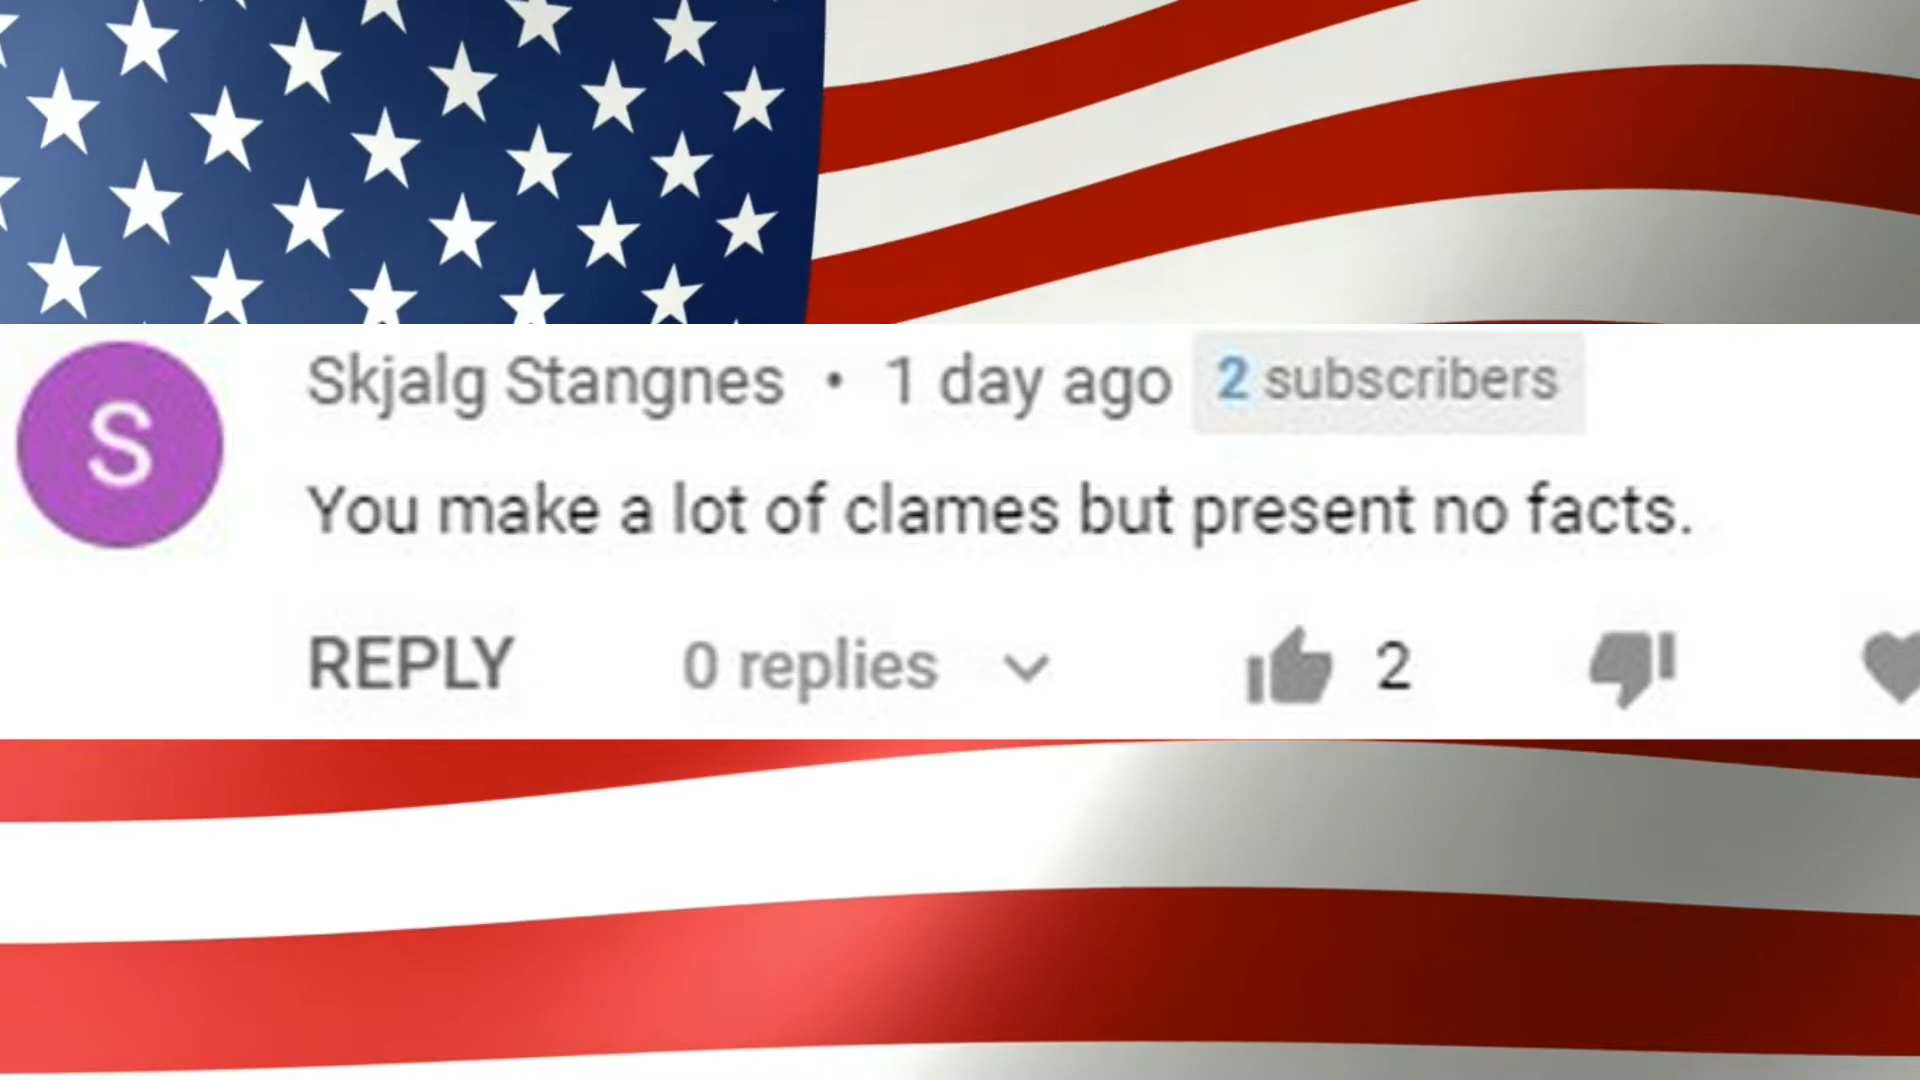 Skjalg Stangnes • 1 day ago 2 subscribers
You make a lot of clames but present no facts.
REPLY 0 replies 2